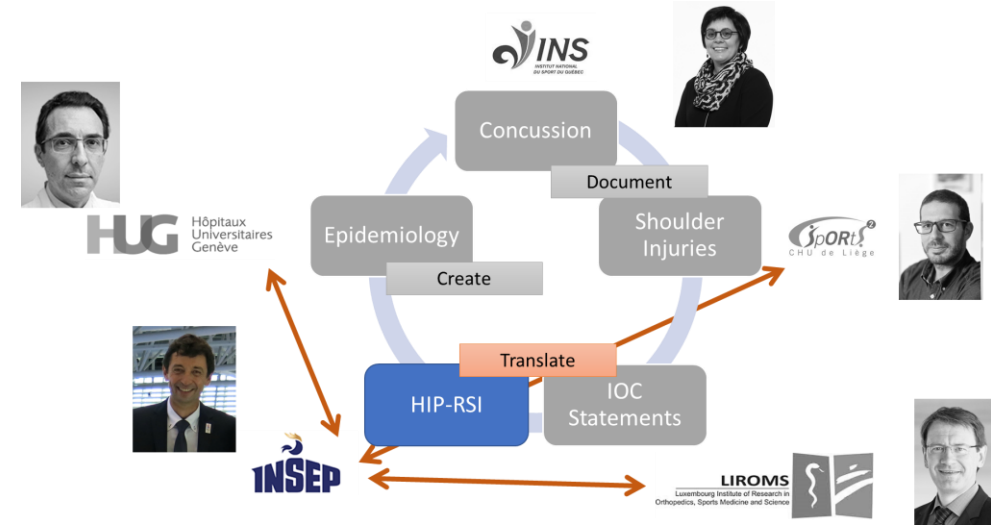 INS
INSTITUT NATIONAL
DU SPORT DU QUÉBEC
Concussion
Document
Shoulder
Injuries
Epidemiology
HUG
Hôpitaux
Universitaires
Genève
SPORTS²
CHU de Liège
Create
Translate
HIP-RSI
IOC
Statements
INSEP
LIROMS
Luxembourg Institute of Research in
Orthopedics, Sports Medicine and Science